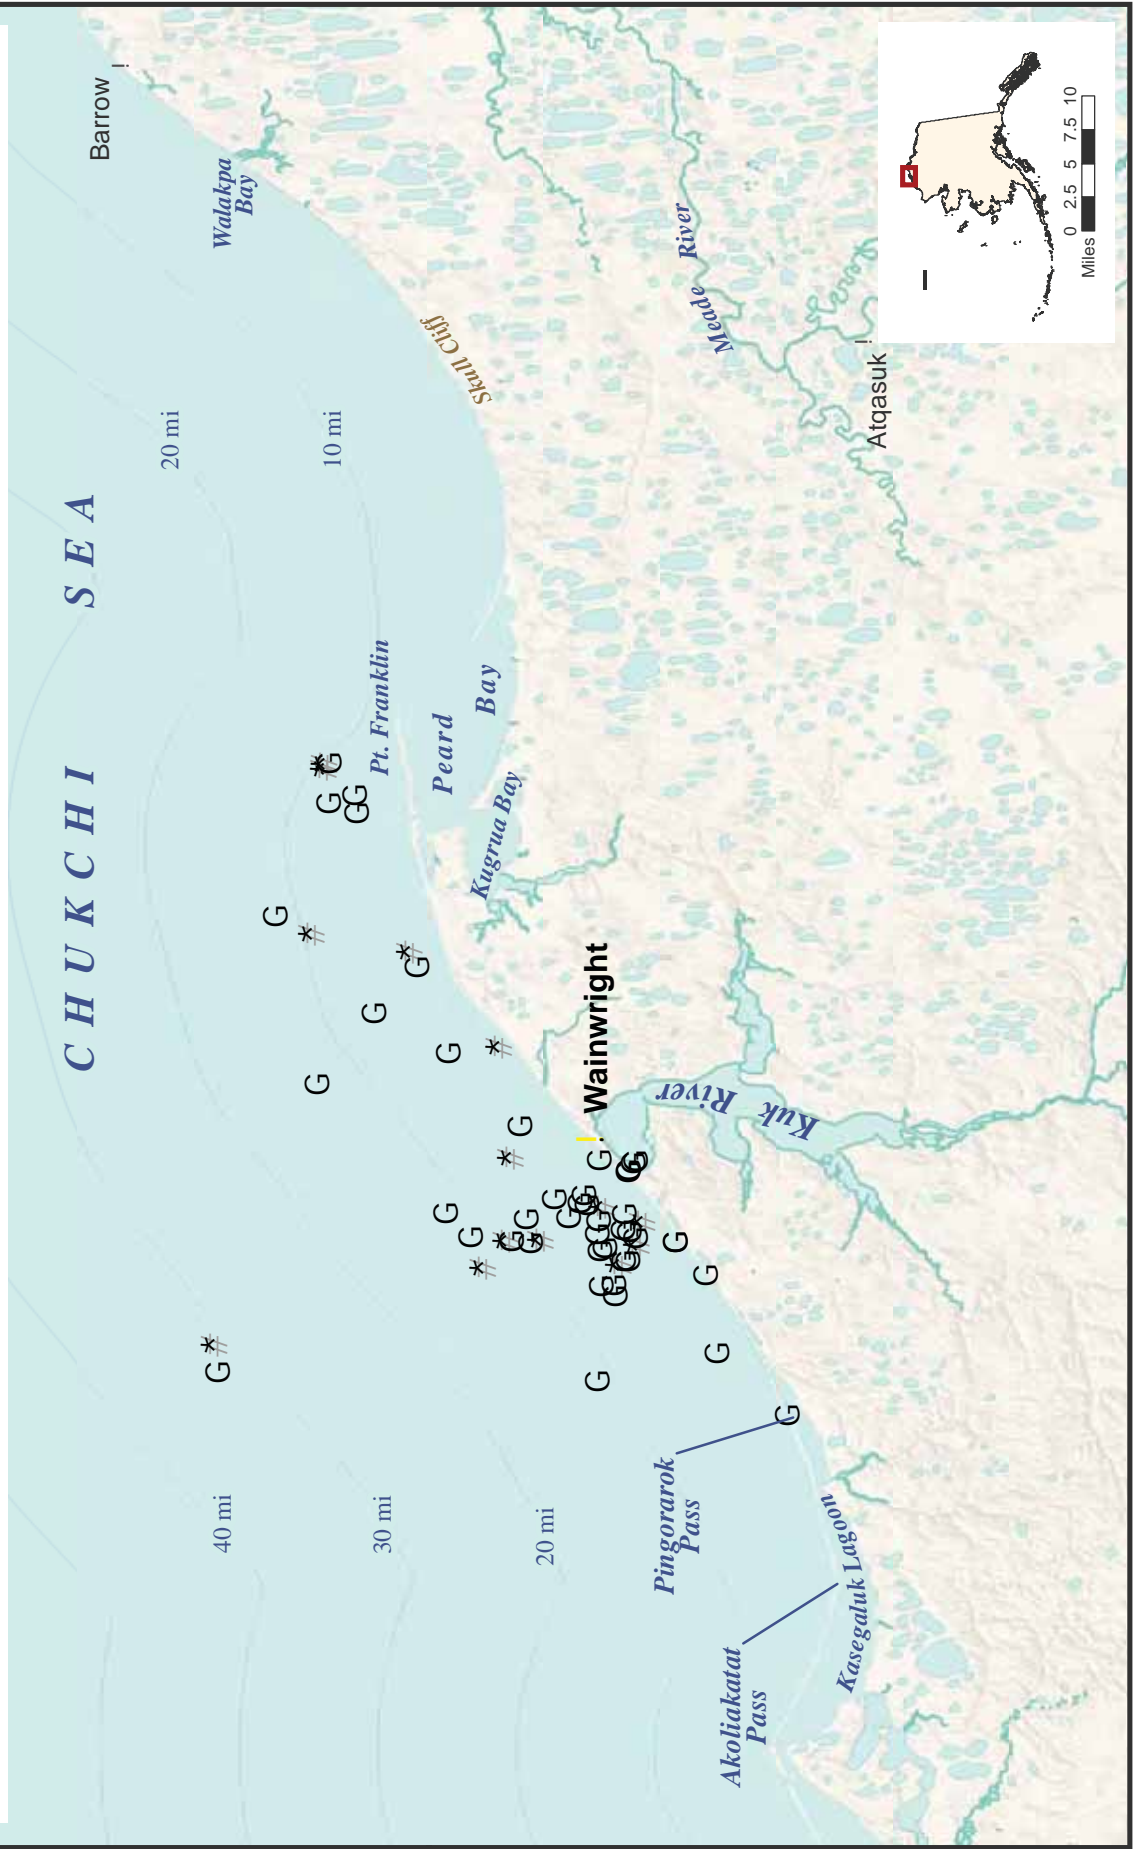 CHUKCHI SEA
40 mi
30 mi
20 mi
20 mi
10 mi
Barrow
Walakpa
Bay
Skull Cliff
Pt. Franklin
Peard
Bay
Kugrua Bay
Wainwright
Kuk River
Meade River
Atqasuk
Pingorarok
Pass
Akoliakatat
Pass
Kasegaluk Lagoon
0 2.5 5 7.5 10
Miles